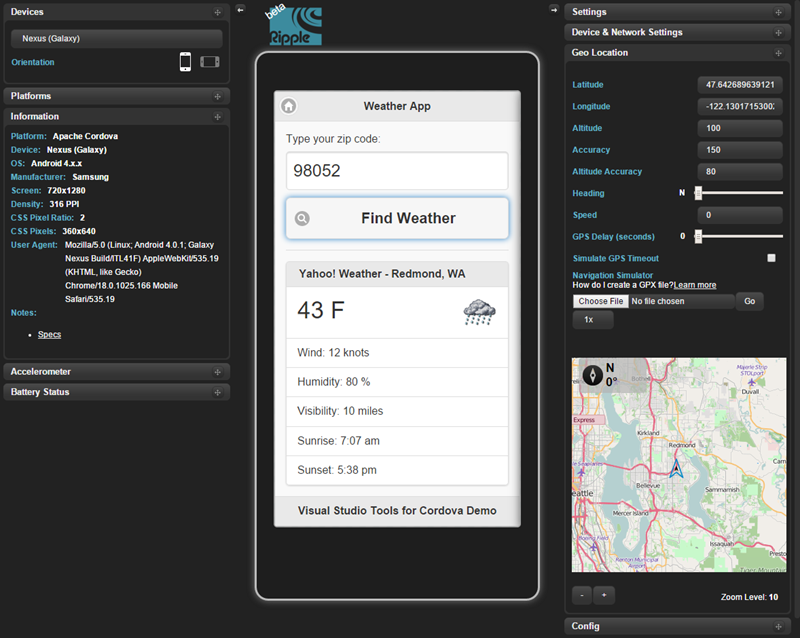 Devices
Nexus (Galaxy)
Orientation
Platforms
Information
Platform: Apache Cordova
Device: Nexus (Galaxy)
OS: Android 4.x.x
Manufacturer: Samsung
Screen: 720x1280
Density: 316 PPI
CSS Pixel Ratio: 2
CSS Pixels: 360x640
User Agent: Mozilla/5.0 (Linux; Android 4.0.1; Galaxy
Nexus Build/ITL41F) AppleWebKit/535.19
(KHTML, like Gecko)
Chrome/18.0.1025.166 Mobile
Safari/535.19
Notes:
Specs
Accelerometer
Battery Status
beta
Ripple
Weather App
Type your zip code:
98052
Find Weather
Yahoo! Weather - Redmond, WA
43 F
Wind: 12 knots
Humidity: 80 %
Visibility: 10 miles
Sunrise: 7:07 am
Sunset: 5:38 pm
Visual Studio Tools for Cordova Demo
Settings
Device & Network Settings
Geo Location
Latitude 47.642689639121
Longitude -122.1301715300
Altitude 100
Accuracy 150
Altitude Accuracy 80
Heading N
Speed 0
GPS Delay (seconds) 0
Simulate GPS Timeout
Navigation Simulator
How do I create a GPX file? Learn more
Choose File No file chosen Go
1x
N
0°
Duvall
Express
Kirkland
Redmond
Bellevue
Sammamish
Mercer Island
Issaquah
Presto
Zoom Level: 10
- +
Config